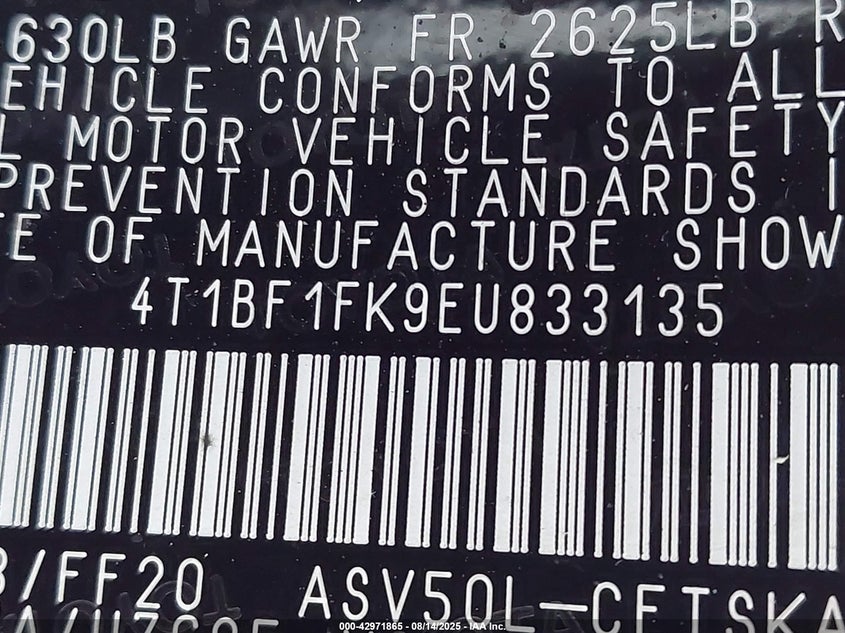 630LB GAWR FR 2625LB R
EHICLE CONFORMS TO ALL
L MOTOR VEHICLE SAFETY
PREVENTION STANDARDS I
E OF MANUFACTURE SHOW
4T1BF1FK9EU833135
/FF20 ASV50L-CETSKA
000-42971865 - 08/14/2025 - IAA Inc.